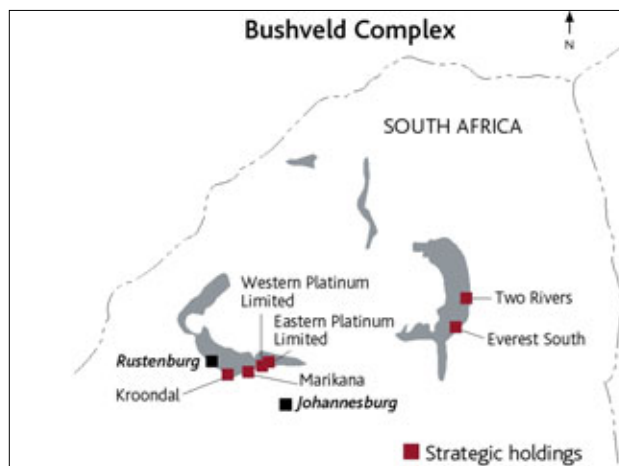 Bushveld Complex
N
SOUTH AFRICA
Western Platinum
Limited
Eastern Platinum
Limited
Two Rivers
Everest South
Rustenburg
Kroondal
Marikana
Johannesburg
Strategic holdings